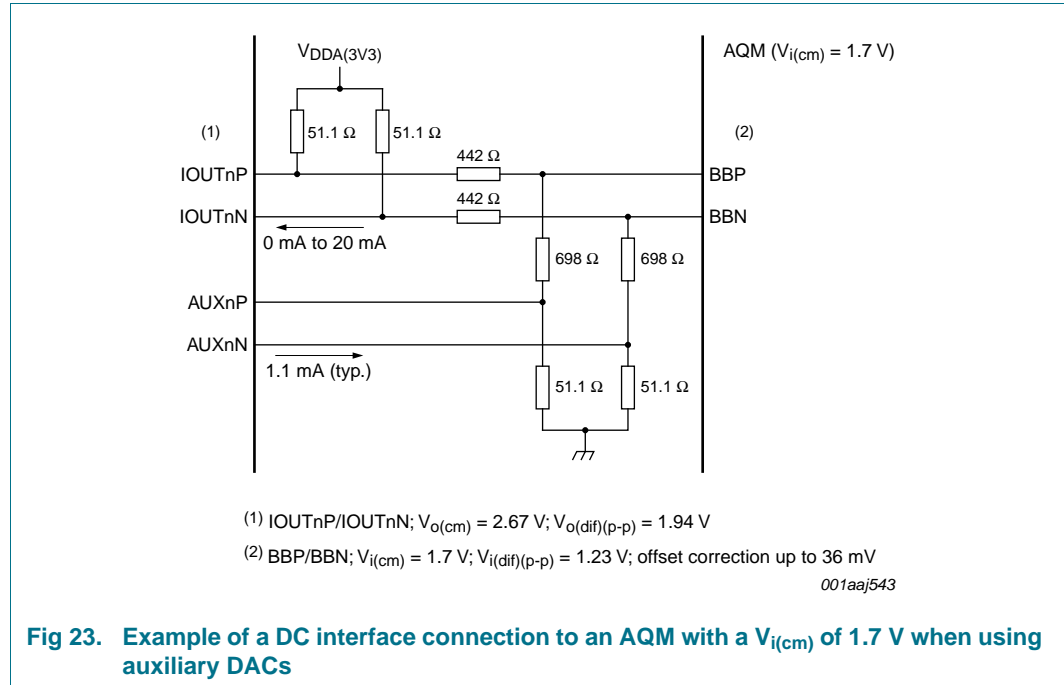 VDDA(3V3)
AQM (Vi(cm) = 1.7 V)
(1)
51.1 Ω
51.1 Ω
(2)
442 Ω
IOUTnP
BBP
442 Ω
IOUTnN
BBN
0 mA to 20 mA
698 Ω
698 Ω
AUXnP
AUXnN
1.1 mA (typ.)
51.1 Ω
51.1 Ω
(1) IOUTnP/IOUTnN; Vo(cm) = 2.67 V; Vo(dif)(p-p) = 1.94 V
(2) BBP/BBN; Vi(cm) = 1.7 V; Vi(dif)(p-p) = 1.23 V; offset correction up to 36 mV
001aaj543
Fig 23. Example of a DC interface connection to an AQM with a Vi(cm) of 1.7 V when using
auxiliary DACs